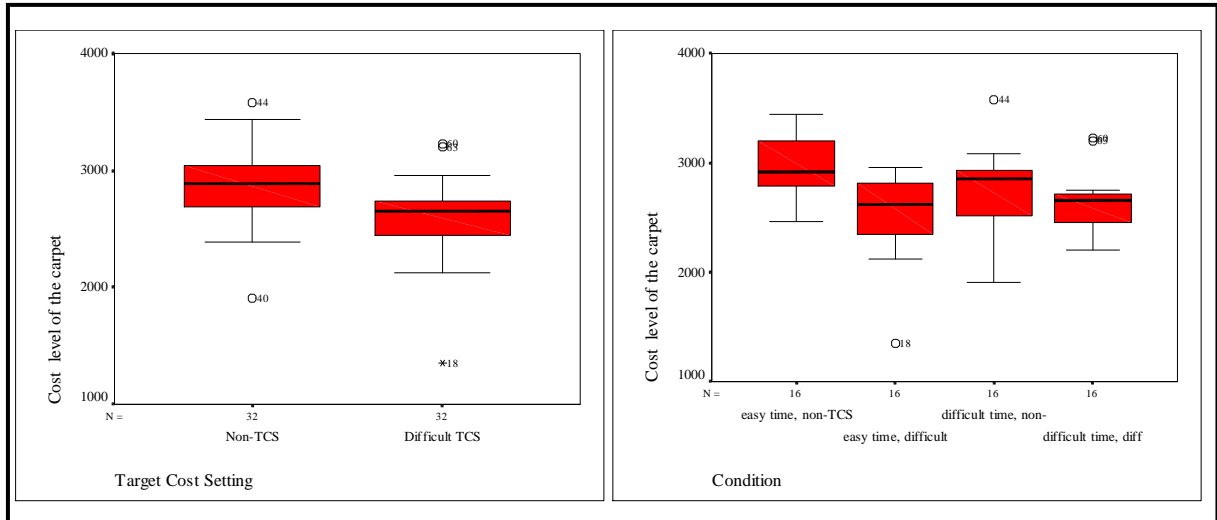 4000
3000
2000
1000
Cost level of the carpet
44
40
18
N =
32
32
Non-TCS
Difficult TCS
Target Cost Setting
4000
3000
2000
1000
Cost level of the carpet
44
18
N =
16
16
16
16
easy time, non-TCS
difficult time, non-
easy time, difficult
difficult time, diff
Condition